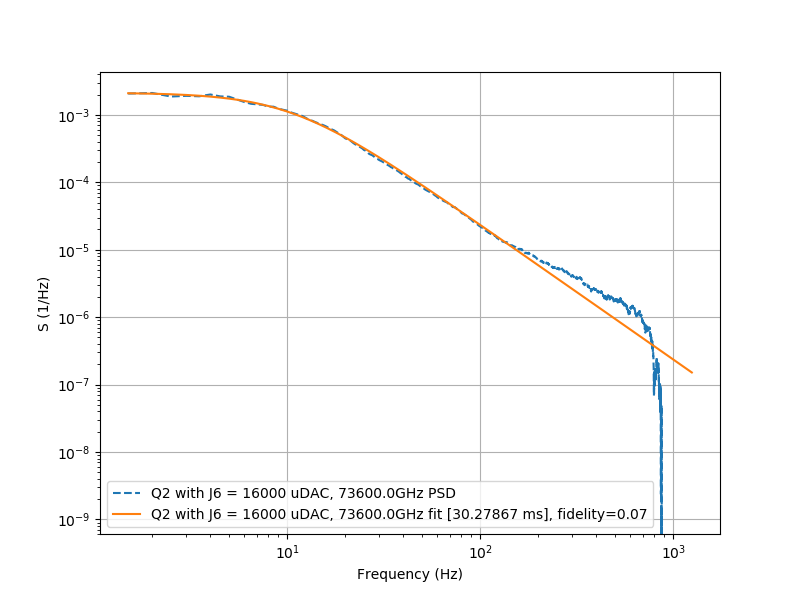 S (1/Hz)
10⁻³
10⁻⁴
10⁻⁵
10⁻⁶
10⁻⁷
10⁻⁸
10⁻⁹
Q2 with J6 = 16000 uDAC, 73600.0GHz PSD
Q2 with J6 = 16000 uDAC, 73600.0GHz fit [30.27867 ms], fidelity=0.07
10¹ 10² 10³
Frequency (Hz)